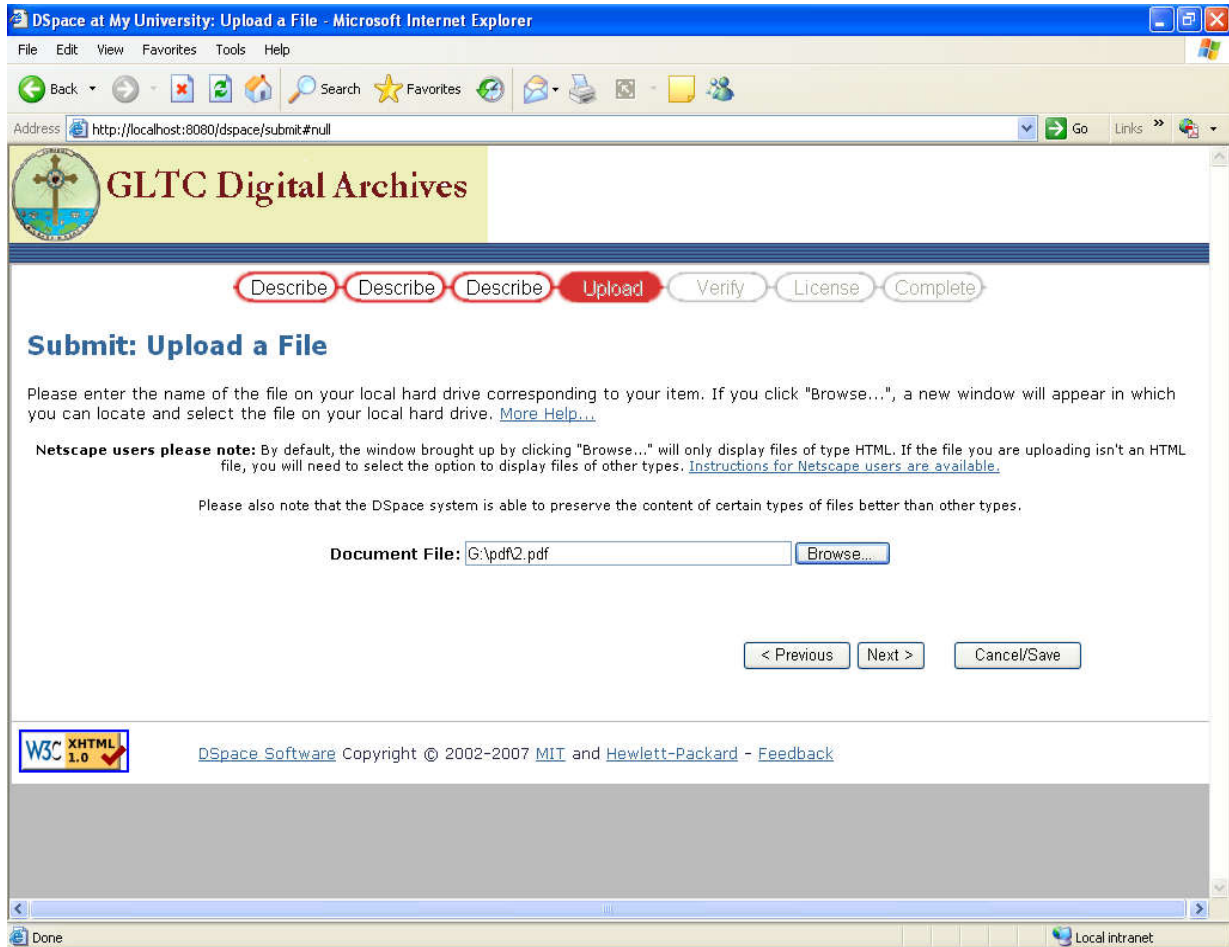 DSpace at My University: Upload a File - Microsoft Internet Explorer
File Edit View Favorites Tools Help
Back Search Favorites
Address http://localhost:8080/dspace/submit#null Go Links »
GLTC Digital Archives
Describe Describe Describe Upload Verify License Complete
Submit: Upload a File
Please enter the name of the file on your local hard drive corresponding to your item. If you click "Browse...", a new window will appear in which
you can locate and select the file on your local hard drive. More Help...
Netscape users please note: By default, the window brought up by clicking "Browse..." will only display files of type HTML. If the file you are uploading isn't an HTML
file, you will need to select the option to display files of other types. Instructions for Netscape users are available.
Please also note that the DSpace system is able to preserve the content of certain types of files better than other types.
Document File: G:\pdf\2.pdf Browse...
< Previous Next > Cancel/Save
W3C XHTML 1.0 DSpace Software Copyright © 2002-2007 MIT and Hewlett-Packard - Feedback
Done Local intranet